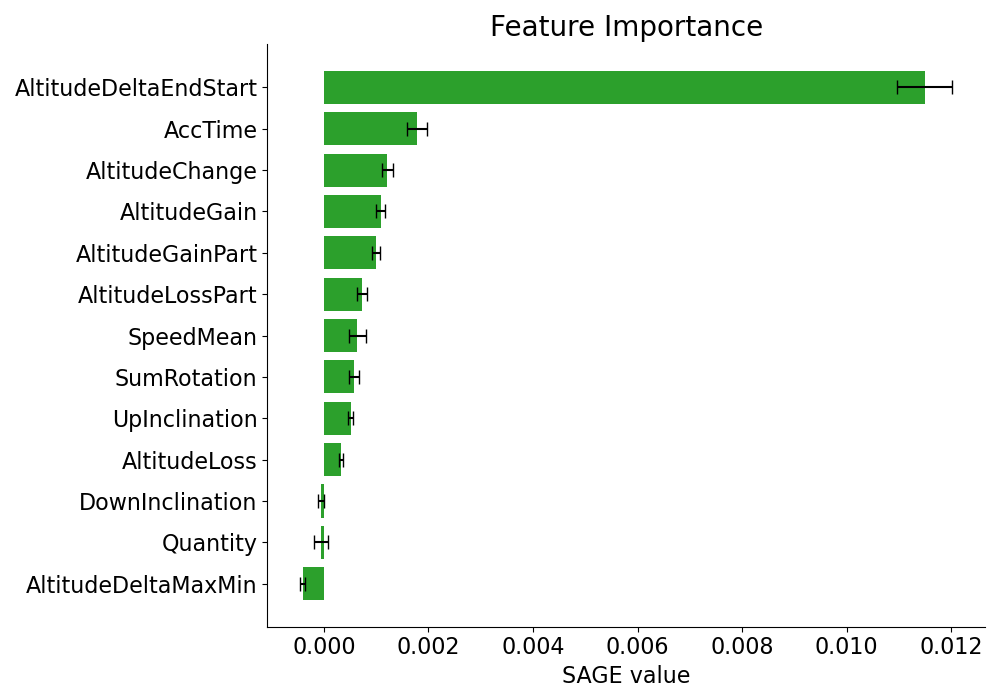 Feature Importance
AltitudeDeltaEndStart
AccTime
AltitudeChange
AltitudeGain
AltitudeGainPart
AltitudeLossPart
SpeedMean
SumRotation
UpInclination
AltitudeLoss
DownInclination
Quantity
AltitudeDeltaMaxMin
0.000 0.002 0.004 0.006 0.008 0.010 0.012
SAGE value